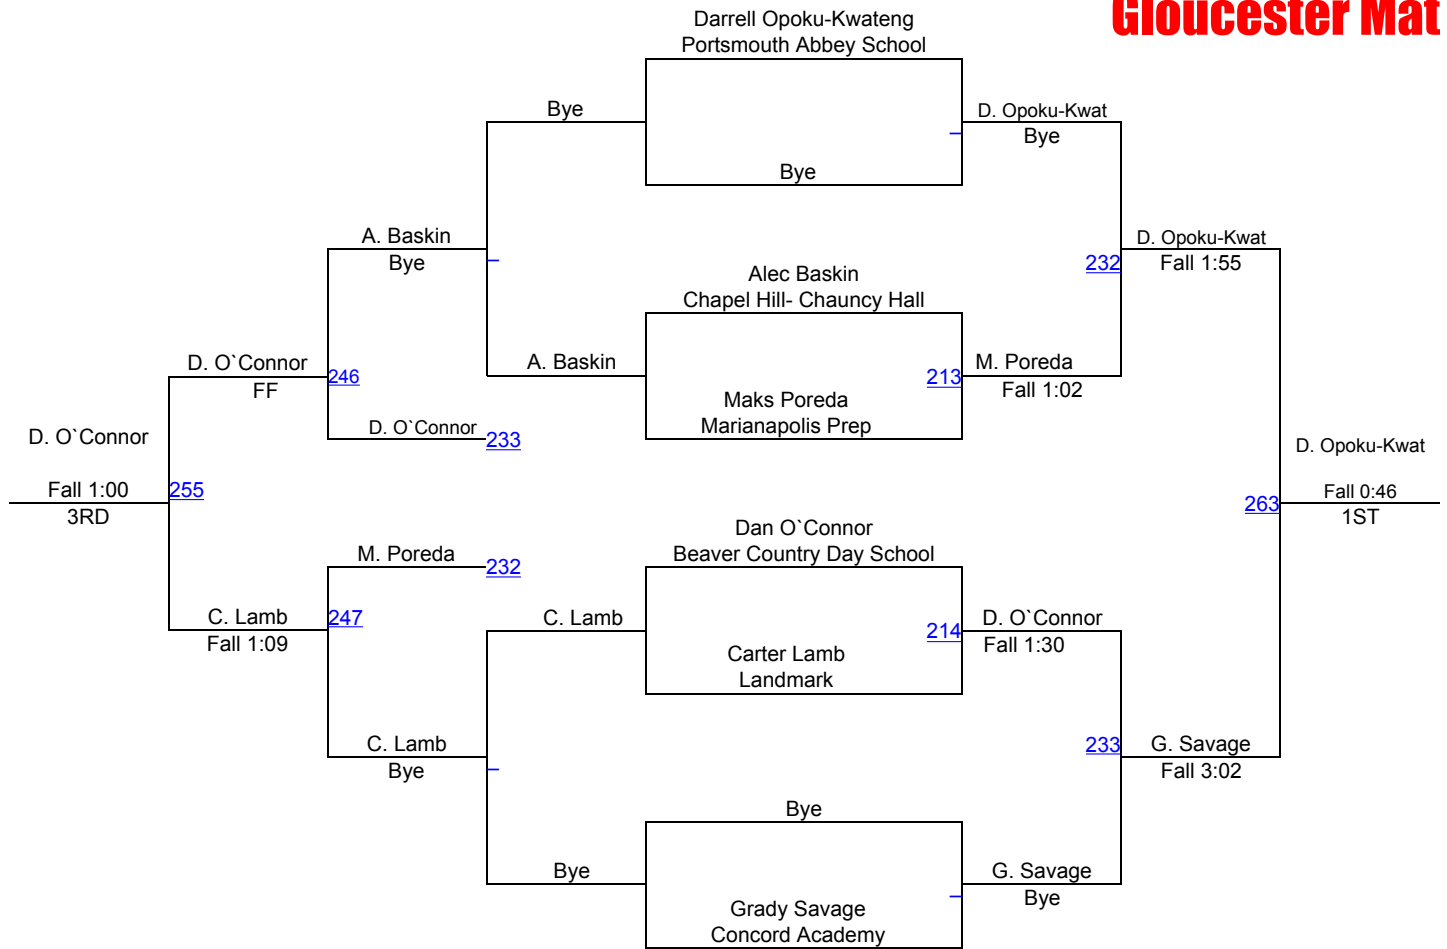 Gloucester Mat
Darrell Opoku-Kwateng
Portsmouth Abbey School
Bye
D. Opoku-Kwat
Bye
Bye
A. Baskin
Bye
D. Opoku-Kwat
232
Fall 1:55
Alec Baskin
Chapel Hill- Chauncy Hall
D. O`Connor
246
FF
A. Baskin
213
M. Poreda
Fall 1:02
Maks Poreda
Marianapolis Prep
D. O`Connor
D. O`Connor
233
D. Opoku-Kwat
Fall 1:00
255
3RD
263
Fall 0:46
1ST
Dan O`Connor
Beaver Country Day School
M. Poreda
232
C. Lamb
247
Fall 1:09
C. Lamb
214
D. O`Connor
Fall 1:30
Carter Lamb
Landmark
C. Lamb
Bye
233
G. Savage
Fall 3:02
Bye
Bye
G. Savage
Bye
Grady Savage
Concord Academy